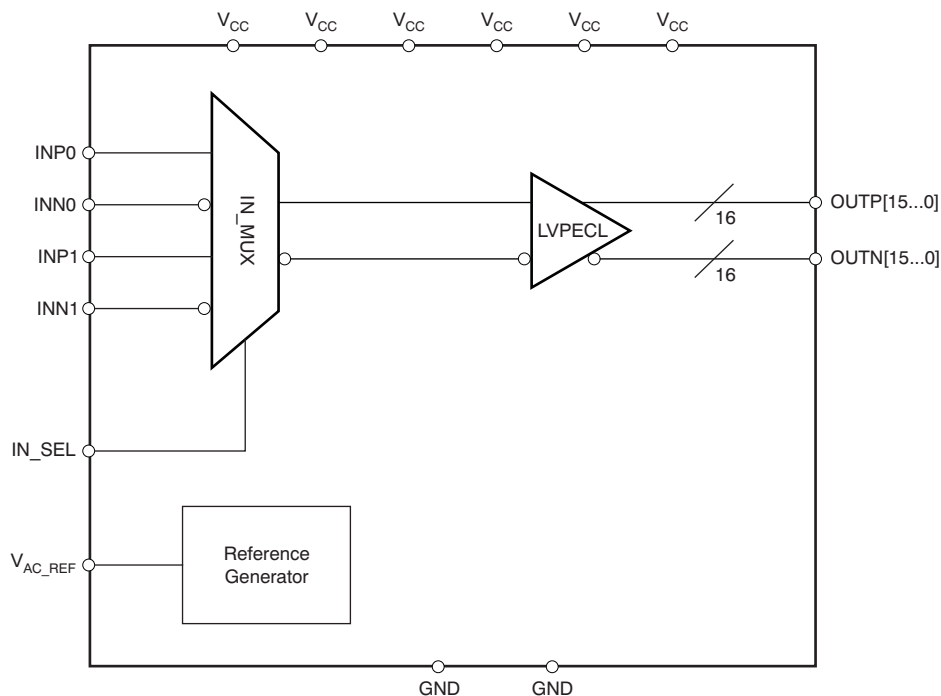 VCC VCC VCC VCC VCC VCC
INP0
INN0
INP1
INN1
IN_MUX
LVPECL
16
OUTP[15...0]
16
OUTN[15...0]
IN_SEL
VAC_REF
Reference
Generator
GND GND